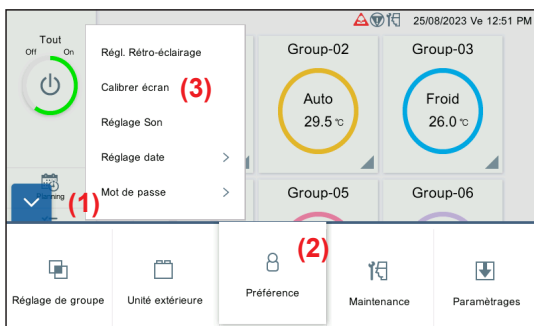 25/08/2023 Ve 12:51 PM
Tout
Off On
Régl. Rétro-éclairage
Calibrer écran (3)
Réglage Son
Réglage date >
Mot de passe >
Group-02
Auto
29.5 °C
Group-03
Froid
26.0 °C
Planning
(1)
Group-05
Group-06
(2)
Réglage de groupe
Unité extérieure
Préférence
Maintenance
Paramètrages